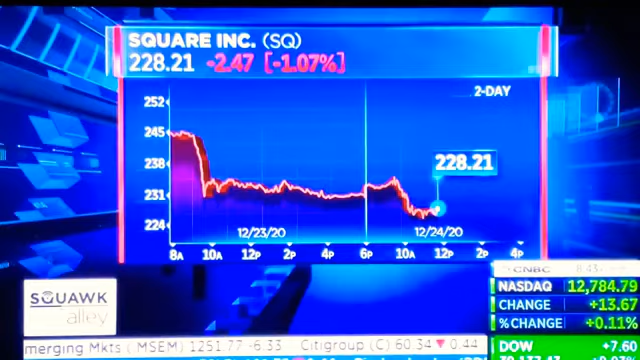 SQUARE INC. (SQ)
228.21 -2.47 [-1.07%]
2-DAY
252
245
238
231
224
228.21
12/23/20 12/24/20
8A 10A 12P 2P 4P 6P 10A 12P 2P 4P
SQUAWK
alley
CNBC
NASDAQ 12,784.79
CHANGE +13.67
% CHANGE +0.11%
DOW +7.60
merging Mkts ( MSEM) 1251.77 -6.33 Citigroup (C) 60.34 ▼ 0.44